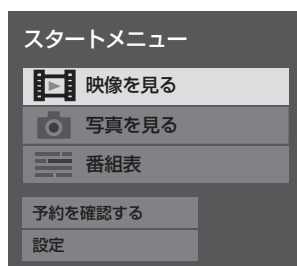 スタートメニュー
映像を見る
写真を見る
番組表
予約を確認する
設定